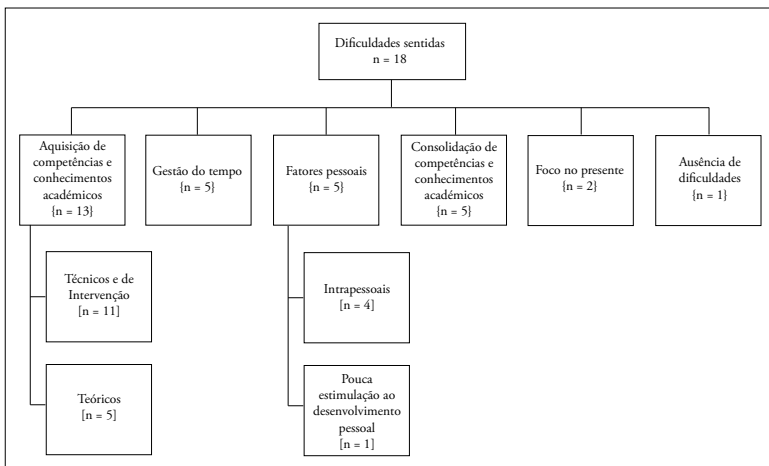 Dificuldades sentidas
n = 18
Aquisição de
competências e
conhecimentos
académicos
{n = 13}
Gestão do tempo
{n = 5}
Fatores pessoais
{n = 5}
Consolidação de
competências e
conhecimentos
académicos
{n = 5}
Foco no presente
{n = 2}
Ausência de
dificuldades
{n = 1}
Técnicos e de
Intervenção
[n = 11]
Intrapessoais
[n = 4]
Teóricos
[n = 5]
Pouca
estimulação ao
desenvolvimento
pessoal
[n = 1]